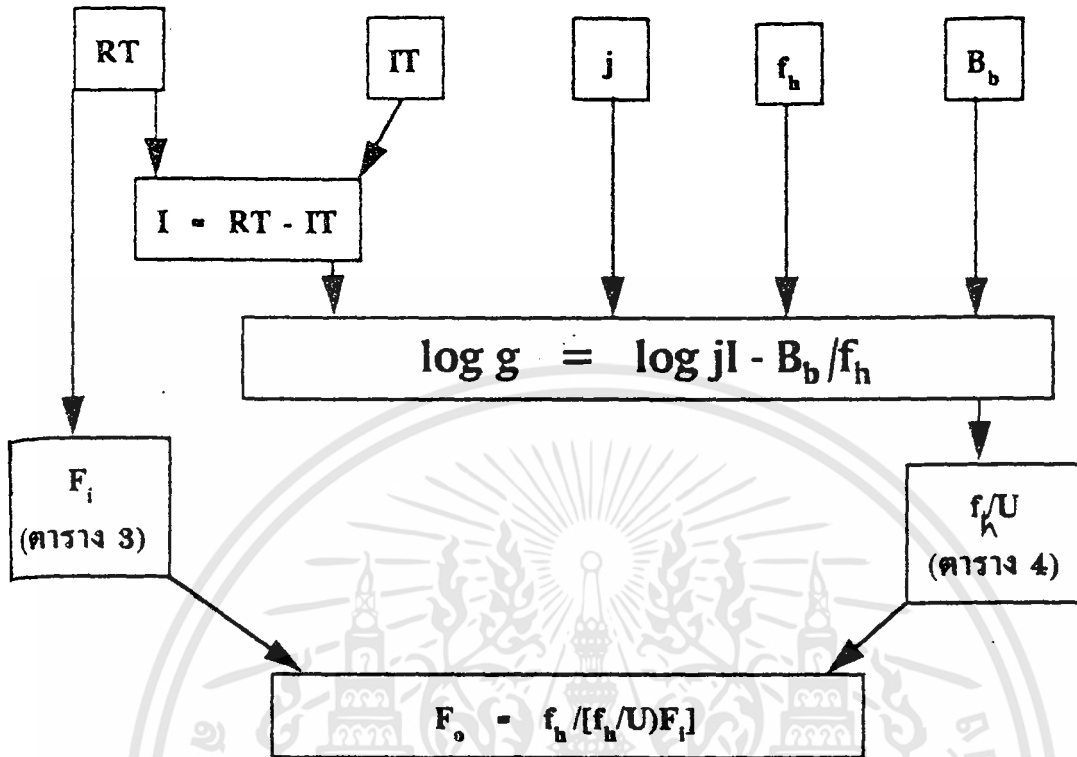 RT
IT
j
f_h
B_b
I = RT - IT
log g = log jI - B_b/f_h
F_i
(ตาราง 3)
f_h/U
(ตาราง 4)
F_o = f_h/[f_h/U)F_i]